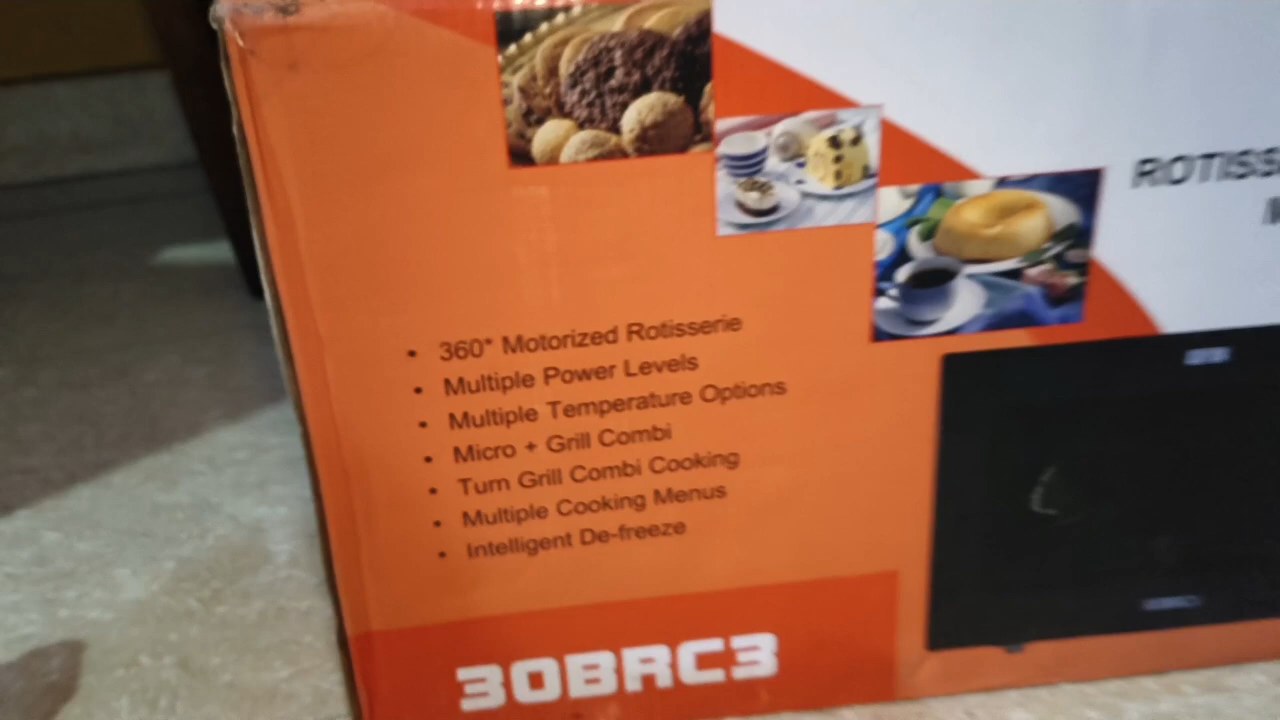 ROTISS
• 360° Motorized Rotisserie
• Multiple Power Levels
• Multiple Temperature Options
• Micro + Grill Combi
• Turn Grill Combi Cooking
• Multiple Cooking Menus
• Intelligent De-freeze
30BRC3